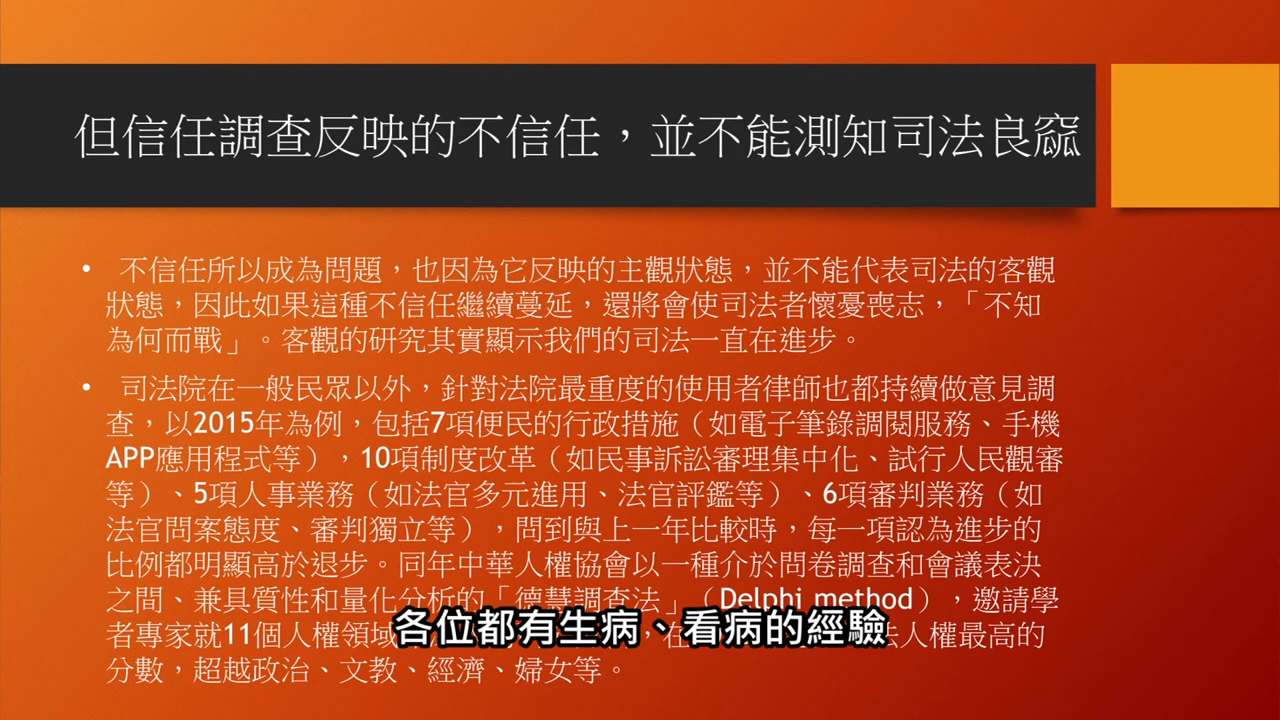 但信任調查反映的不信任，並不能測知司法良窳
• 不信任所以成為問題，也因為它反映的主觀狀態，並不能代表司法的客觀
狀態，因此如果這種不信任繼續蔓延，還將會使司法者懷憂喪志，「不知
為何而戰」。客觀的研究其實顯示我們的司法一直在進步。
• 司法院在一般民眾以外，針對法院最重度的使用者律師也都持續做意見調
查，以2015年為例，包括7項便民的行政措施（如電子筆錄調閱服務、手機
APP應用程式等），10項制度改革（如民事訴訟審理集中化、試行人民觀審
等）、5項人事業務（如法官多元進用、法官評鑑等）、6項審判業務（如
法官問案態度、審判獨立等），問到與上一年比較時，每一項認為進步的
比例都明顯高於退步。同年中華人權協會以一種介於問卷調查和會議表決
之間、兼具質性和量化分析的「德慧調查法」（Delphi method），邀請學
者專家就11個人權領域，在法人權最高的
分數，超越政治、文教、經濟、婦女等。
各位都有生病、看病的經驗